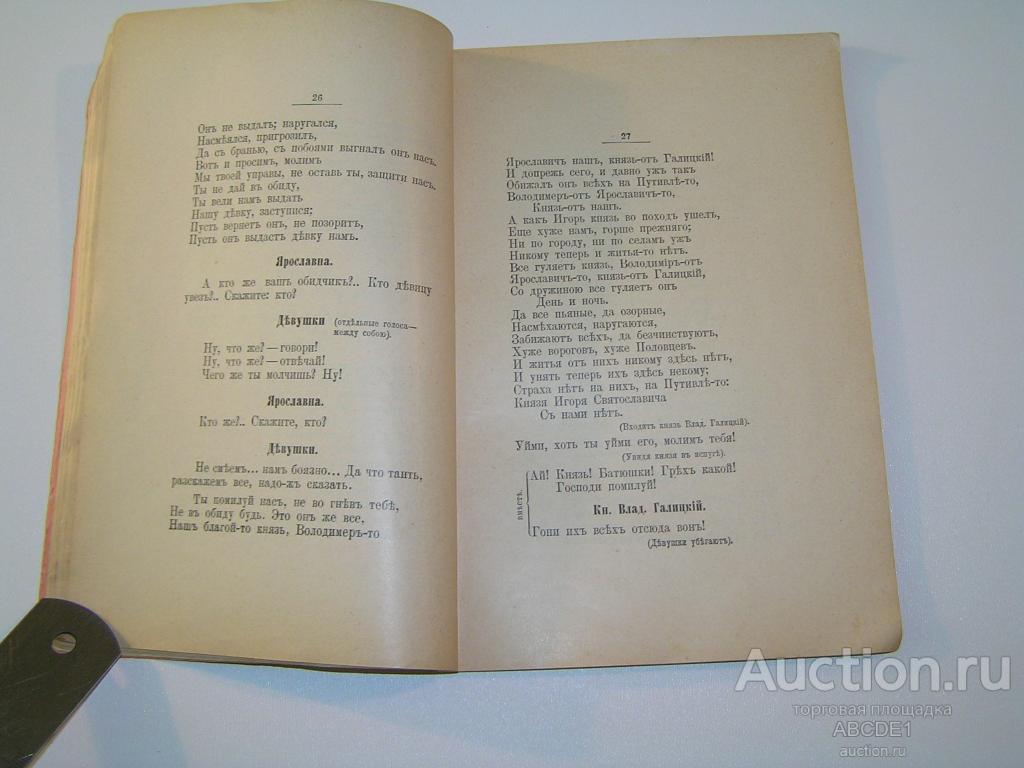 26
Онъ не выдалъ; наругался,
Насмѣялся, пригрозилъ,
Да съ бранью, съ побоями выгналъ онъ насъ.
Вотъ и просимъ, молимъ
Мы твоей управы, не оставь ты, защити насъ.
Ты не дай въ обиду,
Ты вели намъ выдать
Нашу дѣвку, заступися;
Пусть вернетъ онъ, не позоритъ,
Пусть онъ выдастъ дѣвку намъ.
Ярославна.
А кто же вашъ обидчикъ?.. Кто дѣвицу
увезъ?.. Скажите: кто?
Дѣвушки (отдѣльные голоса—
между собою).
Ну, что же?—говори!
Ну, что же?—отвѣчай!
Чего же ты молчишь? Ну!
Ярославна.
Кто же?.. Скажите, кто?
Дѣвушки.
Не смѣемъ... намъ боязно... Да что таить,
разскажемъ все, надо-жъ сказать.
Ты помилуй насъ, не во гнѣвъ тебѣ,
Не въ обиду будь. Это онъ же все,
Нашъ благой-то князь, Володимеръ-то
27
Ярославичъ нашъ, князь-отъ Галицкій!
И допрежь сего, и давно ужъ такъ
Обижалъ онъ всѣхъ на Путивлѣ-то,
Володимеръ-отъ Ярославичъ-то,
Князь-отъ нашъ.
А какъ Игорь князь во походъ ушелъ,
Еще хуже намъ, горше прежняго;
Ни по городу, ни по селамъ ужъ
Никому теперь и житья-то нѣтъ.
Все гуляетъ князь, Володиміръ-отъ
Ярославичъ-то, князь-отъ Галицкій,
Со дружиною все гуляетъ онъ
День и ночь.
Да все пьяные, да озорные,
Насмѣхаются, наругаются,
Забижаютъ всѣхъ, да безчинствуютъ,
Хуже вороговъ, хуже Половцевъ.
И житья отъ нихъ никому здѣсь нѣтъ,
И унять теперь ихъ здѣсь некому;
Страха нѣтъ на нихъ, на Путивлѣ-то:
Князя Игоря Святославича
Съ нами нѣтъ.
(Входитъ князь Влад. Галицкій).
Уйми, хоть ты уйми его, молимъ тебя!
(Увидя князя въ испугѣ).
вмѣстѣ.
Ай! Князь! Батюшки! Грѣхъ какой!
Господи помилуй!
Кн. Влад. Галицкій.
Гони ихъ всѣхъ отсюда вонъ!
(Дѣвушки убѣгаютъ).
Auction.ru
торговая площадка
ABCDE1
auction.ru